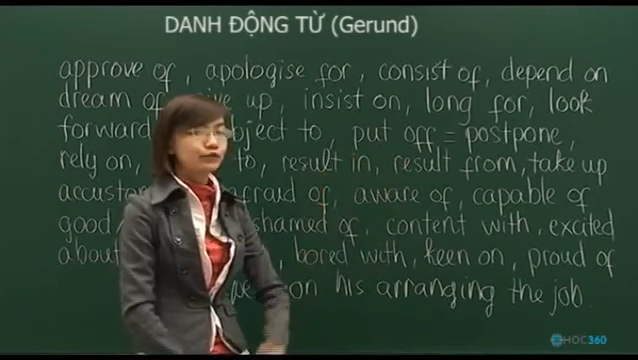 DANH ĐỘNG TỪ (Gerund)
approve of, apologise for, consist of, depend on
dream of up, insist on, long for, look
forward object to, put off = postpone,
rely on, to, result in, result from, take up
afraid of, aware of, capable of
good ashamed of, content with, excited
about bored with, keen on, proud of
on his arranging the job.
HOC360